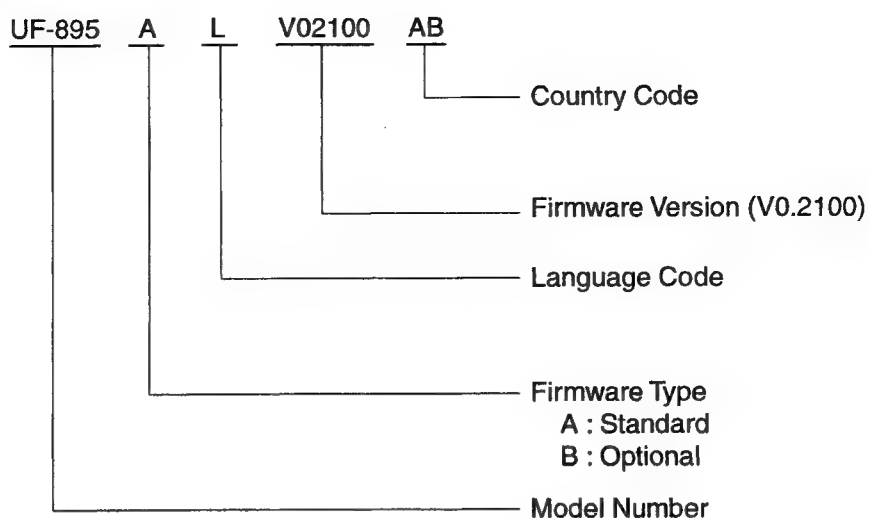 UF-895 A L V02100 AB
Country Code
Firmware Version (V0.2100)
Language Code
Firmware Type
A : Standard
B : Optional
Model Number